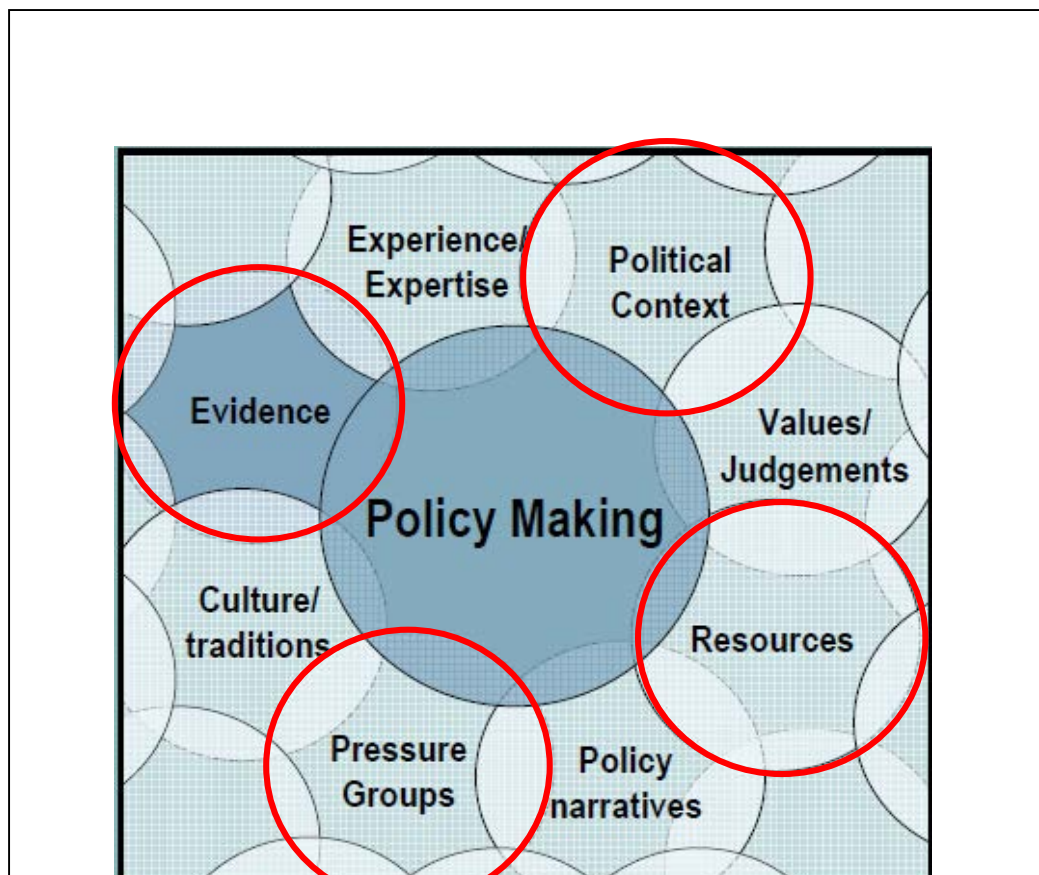 Experience/
Expertise
Political
Context
Evidence
Values/
Judgements
Policy Making
Culture/
traditions
Resources
Pressure
Groups
Policy
narratives